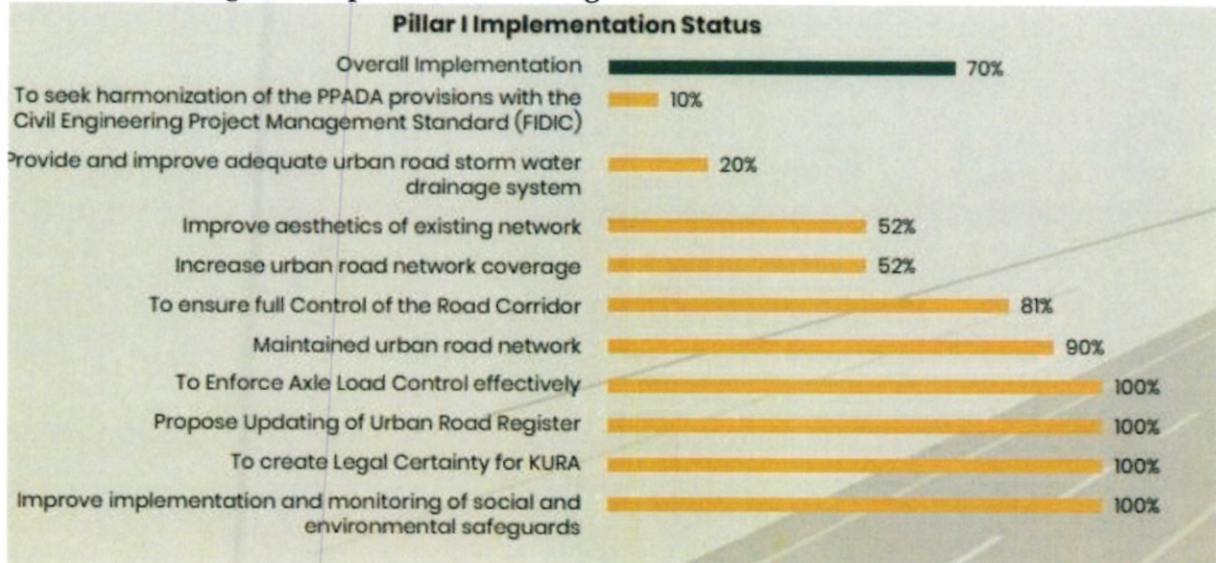 Pillar I Implementation Status
Overall Implementation 70%
To seek harmonization of the PPADA provisions with the
Civil Engineering Project Management Standard (FIDIC) 10%
Provide and improve adequate urban road storm water
drainage system 20%
Improve aesthetics of existing network 52%
Increase urban road network coverage 52%
To ensure full Control of the Road Corridor 81%
Maintained urban road network 90%
To Enforce Axle Load Control effectively 100%
Propose Updating of Urban Road Register 100%
To create Legal Certainty for KURA 100%
Improve implementation and monitoring of social and
environmental safeguards 100%